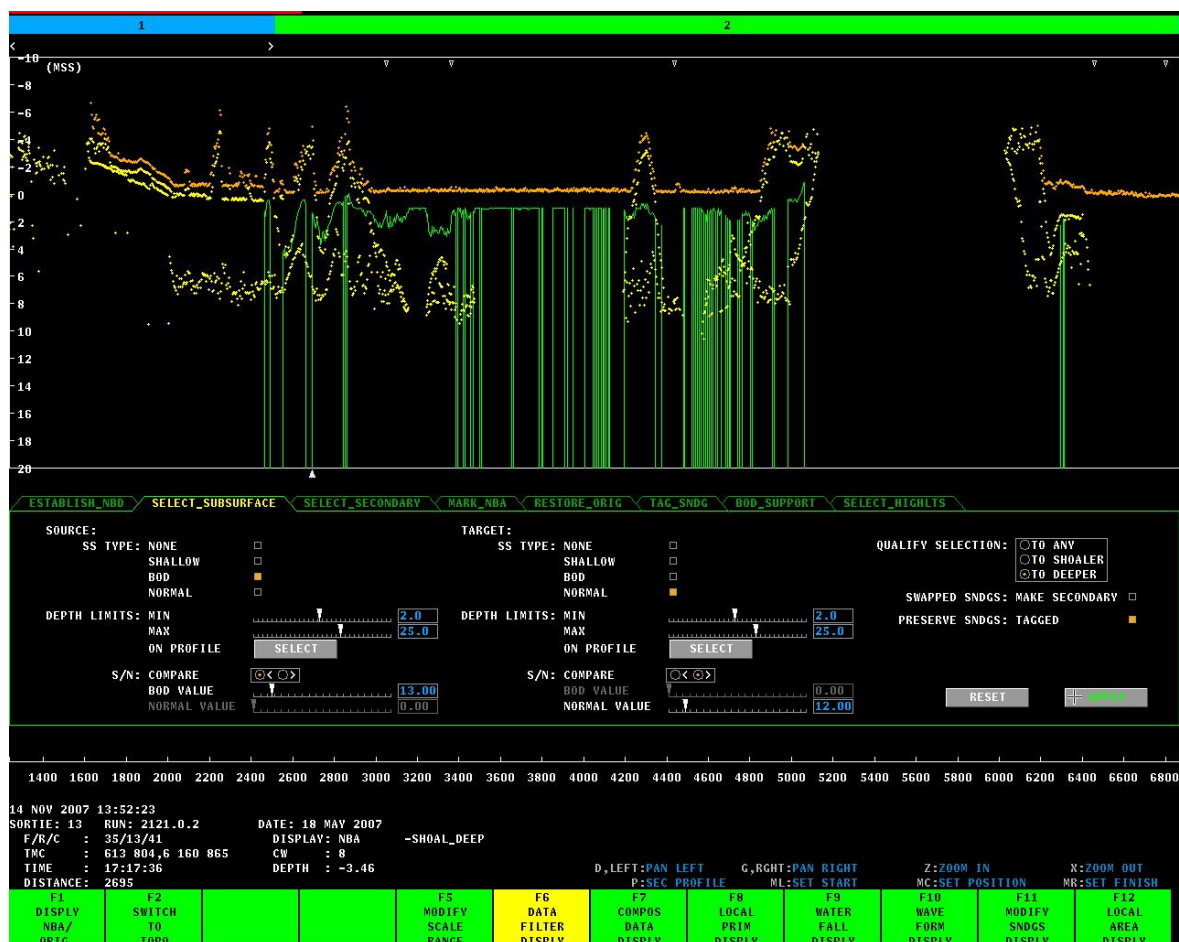 1 2
< >
-10
(MSS)
-8
-6
-4
-2
0
2
4
6
8
10
12
14
16
18
20
ESTABLISH_NBD SELECT_SUBSURFACE SELECT_SECONDARY MARK_NBA RESTORE_ORIG TAG_SNDG BOD_SUPPORT SELECT_HIGHLTS
SOURCE: TARGET:
SS TYPE: NONE SS TYPE: NONE QUALIFY SELECTION: TO ANY
SHALLOW SHALLOW TO SHOALER
BOD BOD TO DEEPER
NORMAL NORMAL SWAPPED SNDGS: MAKE SECONDARY
DEPTH LIMITS: MIN 2.0 DEPTH LIMITS: MIN 2.0 PRESERVE SNDGS: TAGGED
MAX 25.0 MAX 25.0
ON PROFILE SELECT ON PROFILE SELECT
S/N: COMPARE < > S/N: COMPARE < >
BOD VALUE 13.00 BOD VALUE 0.00 RESET APPLY
NORMAL VALUE 0.00 NORMAL VALUE 12.00
1400 1600 1800 2000 2200 2400 2600 2800 3000 3200 3400 3600 3800 4000 4200 4400 4600 4800 5000 5200 5400 5600 5800 6000 6200 6400 6600 6800
14 NOV 2007 13:52:23
SORTIE: 13 RUN: 2121.0.2 DATE: 18 MAY 2007
F/R/C : 35/13/41 DISPLAY: NBA -SHOAL_DEEP
TMC : 613 804,6 160 865 CW : 8
TIME : 17:17:36 DEPTH : -3.46 D,LEFT:PAN LEFT G,RGHT:PAN RIGHT Z:ZOOM IN X:ZOOM OUT
DISTANCE: 2695 P:SEC PROFILE ML:SET START MC:SET POSITION MR:SET FINISH
F1 F2 F5 F6 F7 F8 F9 F10 F11 F12
DISPLY SWITCH MODIFY DATA COMPOS LOCAL WATER WAVE MODIFY LOCAL
NBA/ TO SCALE FILTER DATA PRIM FALL FORM SNDGS AREA
ORIG TOPO RANGE DISPLY DISPLY DISPLY DISPLY DISPLY DISPLY DISPLY